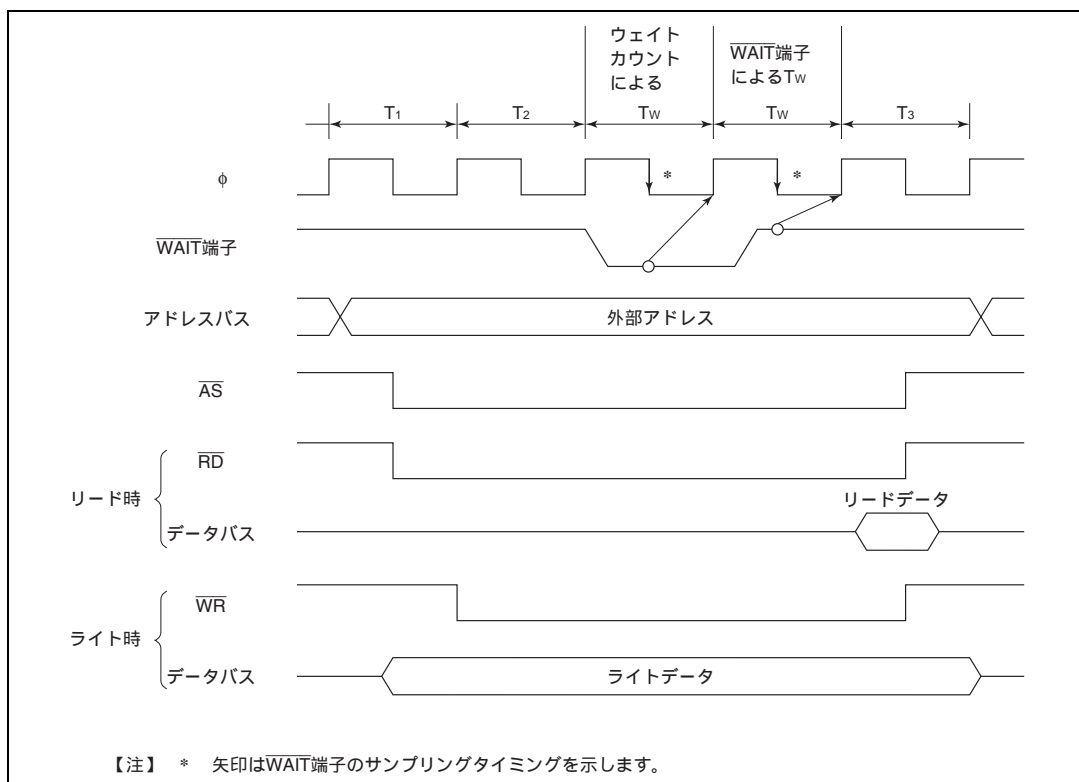 ウェイト
カウント
による
WAIT端子
によるTW
T1 T2 TW TW T3
φ * *
WAIT端子
アドレスバス 外部アドレス
AS
リード時
RD
リードデータ
データバス
ライト時
WR
データバス ライトデータ
【注】 * 矢印はWAIT端子のサンプリングタイミングを示します。